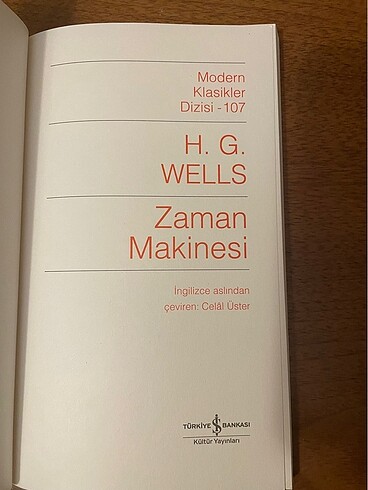 Modern
Klasikler
Dizisi -107
H. G.
WELLS
Zaman
Makinesi
İngilizce aslından
çeviren: Celâl Üster
TÜRKİYE İŞ BANKASI
Kültür Yayınları